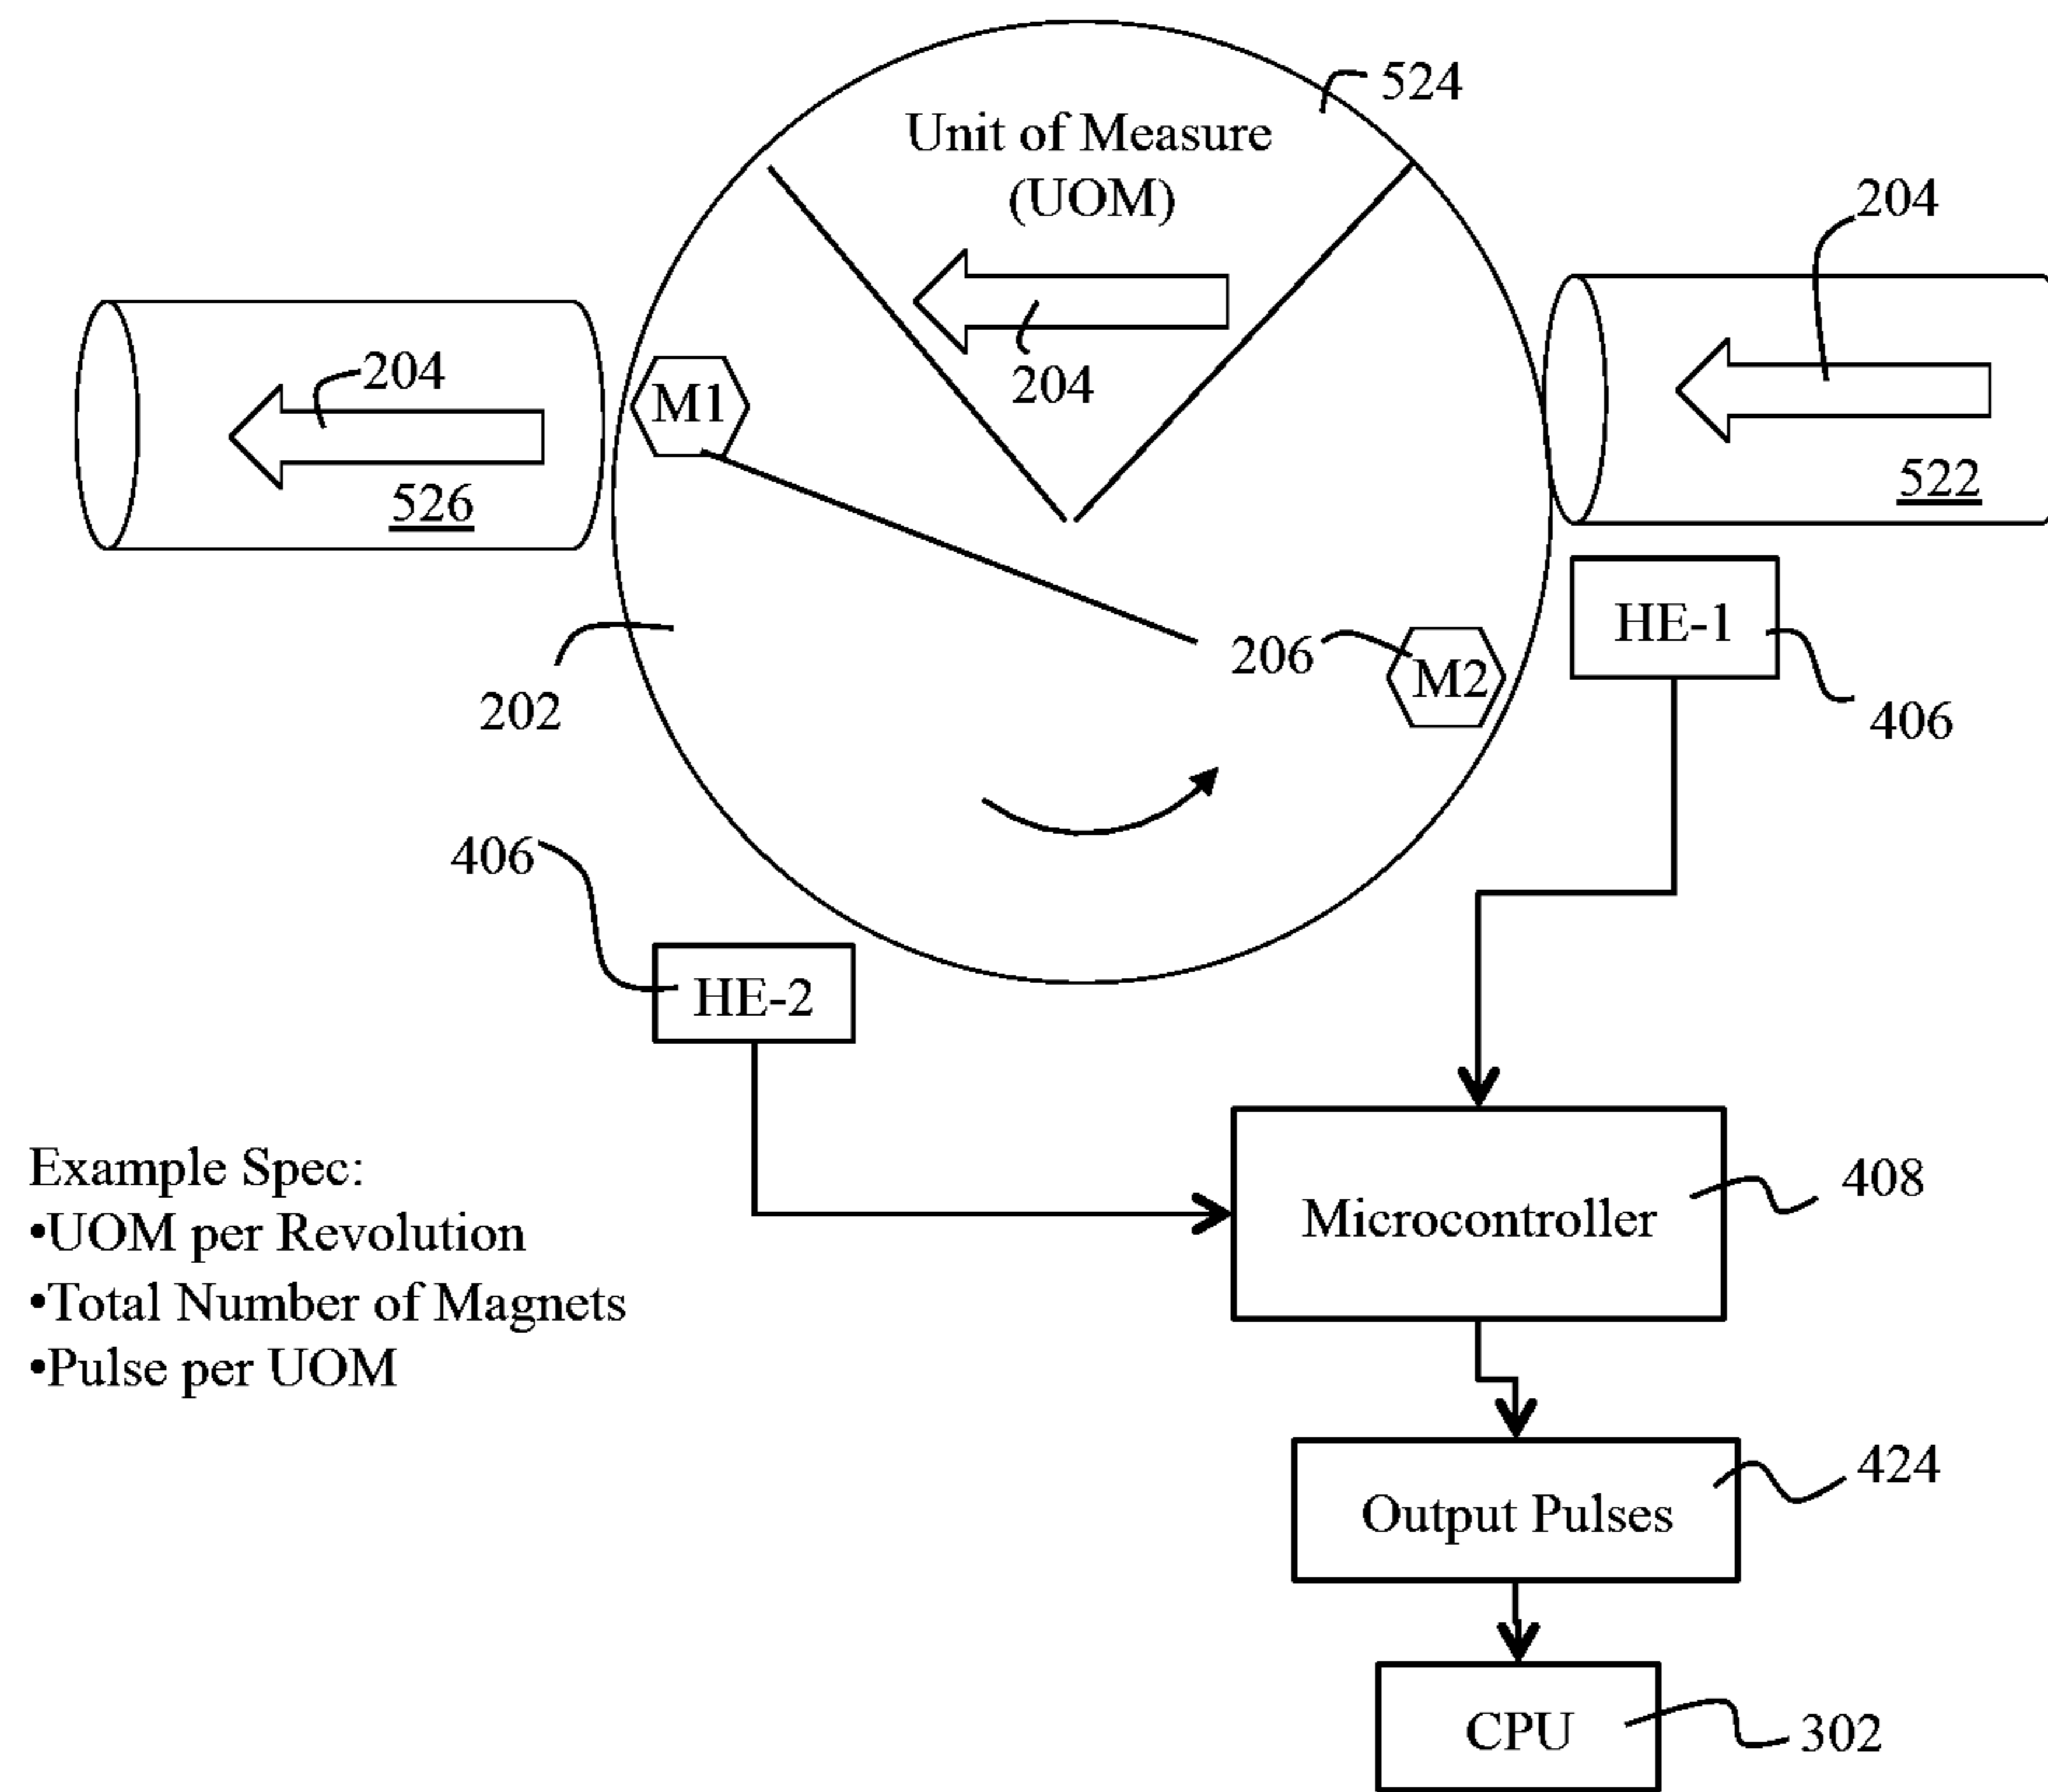 524
Unit of Measure
(UOM)
204
204
204
M1
204
526
522
HE-1
206
M2
202
406
406
HE-2
Example Spec:
•UOM per Revolution
•Total Number of Magnets
•Pulse per UOM
408
Microcontroller
424
Output Pulses
CPU
302